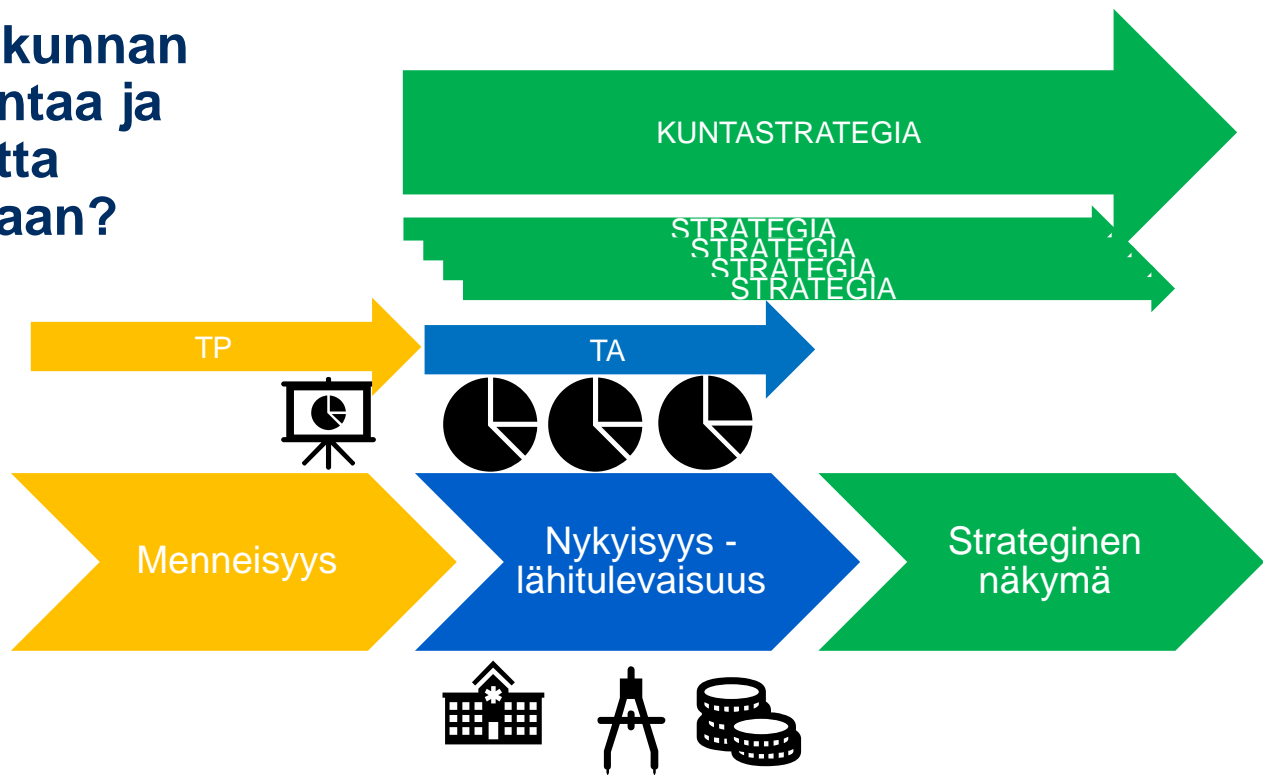 kunnan
ntaa ja
tta
aan?
KUNTASTRATEGIA
STRATEGIA
STRATEGIA
STRATEGIA
STRATEGIA
TP
TA
Menneisyys
Nykyisyys -
lähitulevaisuus
Strateginen
näkymä